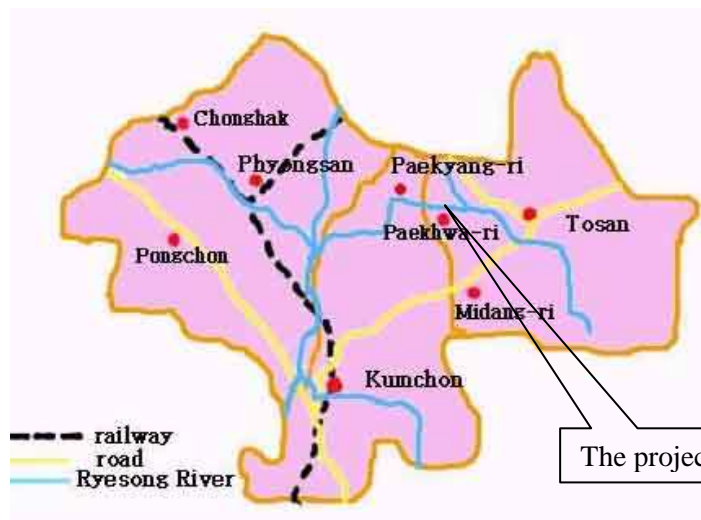 Chonghak
Phyongsan
Paekyang-ri
Pongchon
Paekhwa-ri
Tosan
Midang-ri
Kumchon
railway
road
Ryesong River
The projec